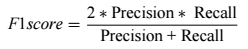 F1score = 2 * Precision * Recall / Precision + Recall